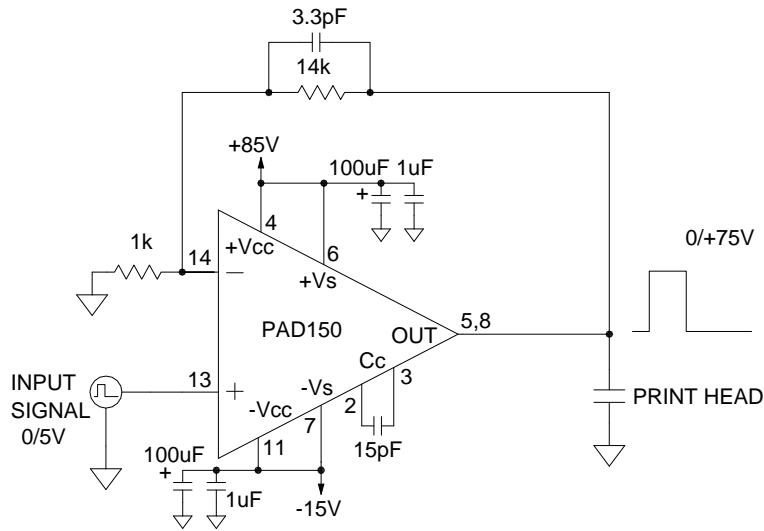 3.3pF
14k
+85V
100uF 1uF
+
4
6
+Vcc
+Vs
1k
14
−
0/+75V
PAD150
OUT
5,8
Cc
3
2
INPUT
SIGNAL
0/5V
13
+
-Vs
-Vcc
7
11
15pF
PRINT HEAD
100uF
+
1uF
-15V